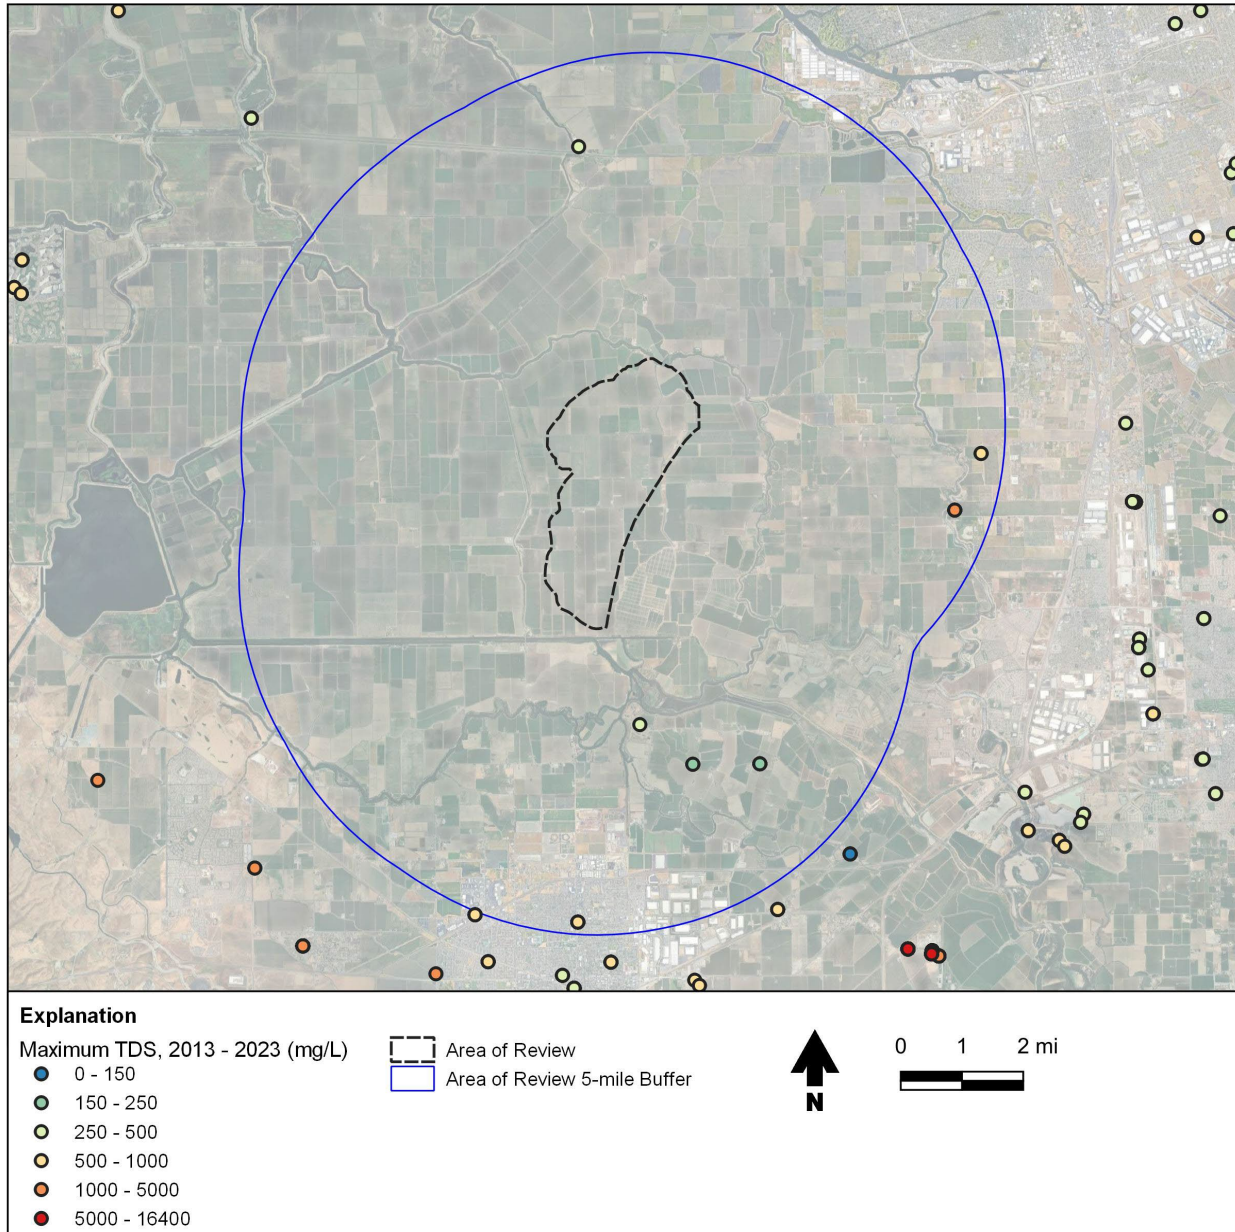 Explanation
Maximum TDS, 2013 - 2023 (mg/L)
0 - 150
150 - 250
250 - 500
500 - 1000
1000 - 5000
5000 - 16400
Area of Review
Area of Review 5-mile Buffer
N
0 1 2 mi